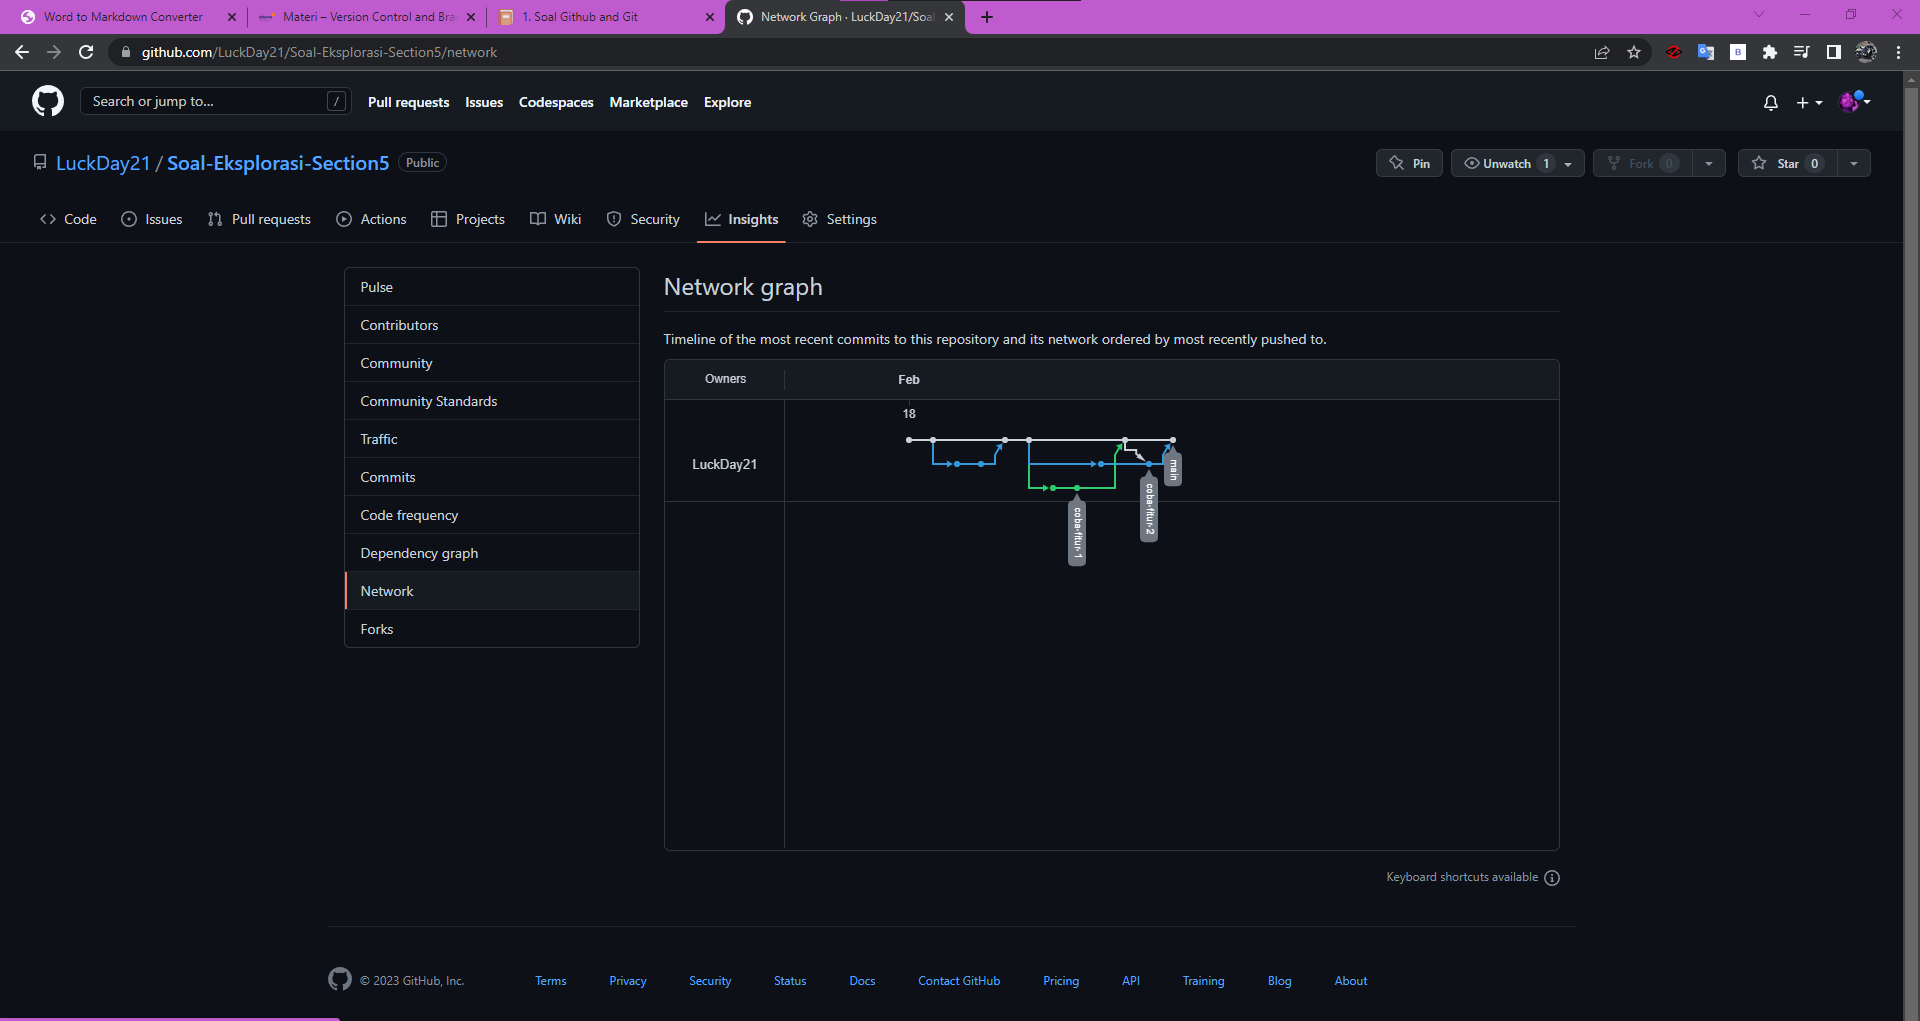 Word to Markdown Converter
Materi – Version Control and Bra
1. Soal Github and Git
Network Graph · LuckDay21/Soal
github.com/LuckDay21/Soal-Eksplorasi-Section5/network
Search or jump to... /
Pull requests Issues Codespaces Marketplace Explore
LuckDay21 / Soal-Eksplorasi-Section5 Public
Pin Unwatch 1 Fork 0 Star 0
Code Issues Pull requests Actions Projects Wiki Security Insights Settings
Pulse
Contributors
Community
Community Standards
Traffic
Commits
Code frequency
Dependency graph
Network
Forks
Network graph
Timeline of the most recent commits to this repository and its network ordered by most recently pushed to.
Owners Feb
18
LuckDay21
main
coba-fitur-2
coba-fitur-1
Keyboard shortcuts available
© 2023 GitHub, Inc. Terms Privacy Security Status Docs Contact GitHub Pricing API Training Blog About